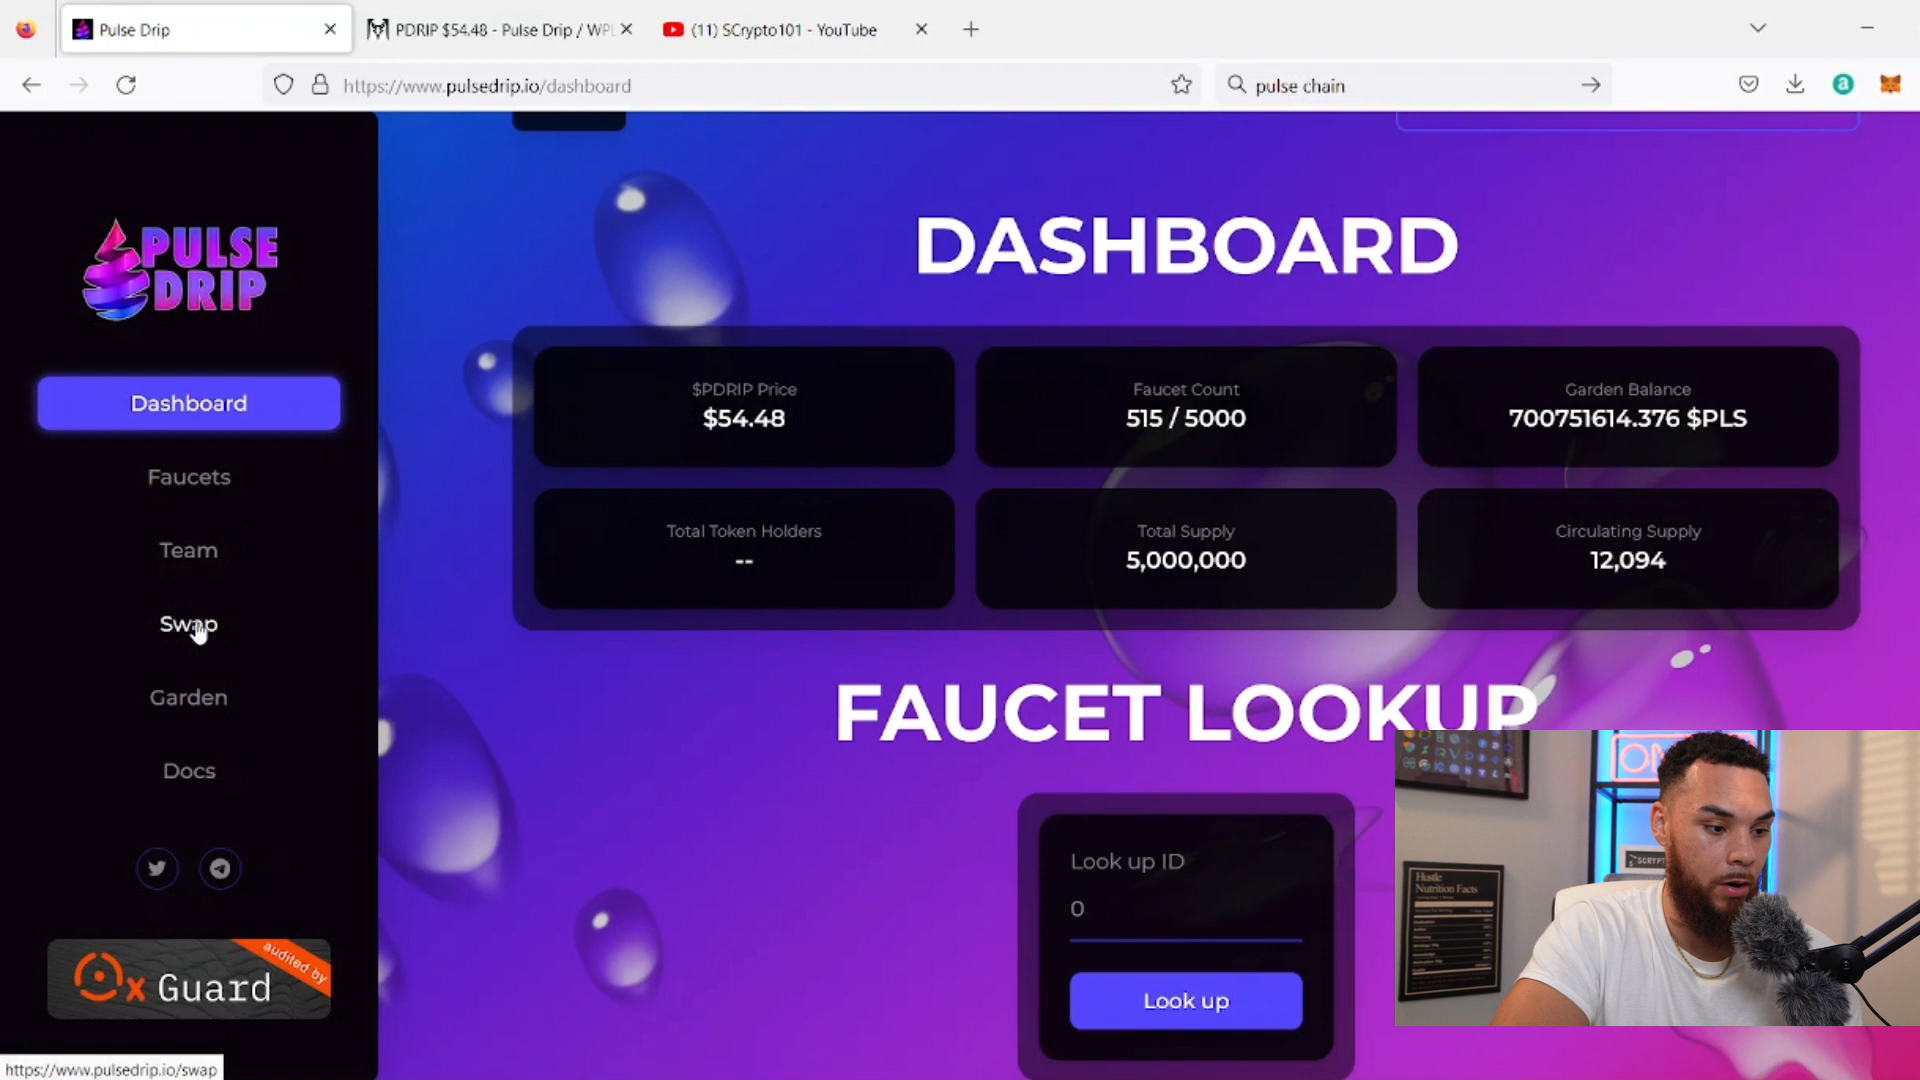 Pulse Drip
PDRIP $54.48 - Pulse Drip / WPL
(11) SCrypto101 - YouTube
https://www.pulsedrip.io/dashboard
pulse chain
a
PULSE
DRIP
Dashboard
Faucets
Team
Swap
Garden
Docs
audited by
x Guard
https://www.pulsedrip.io/swap
DASHBOARD
$PDRIP Price
$54.48
Faucet Count
515 / 5000
Garden Balance
700751614.376 $PLS
Total Token Holders
--
Total Supply
5,000,000
Circulating Supply
12,094
FAUCET LOOKUP
Look up ID
0
Look up
Hustle
Nutrition Facts